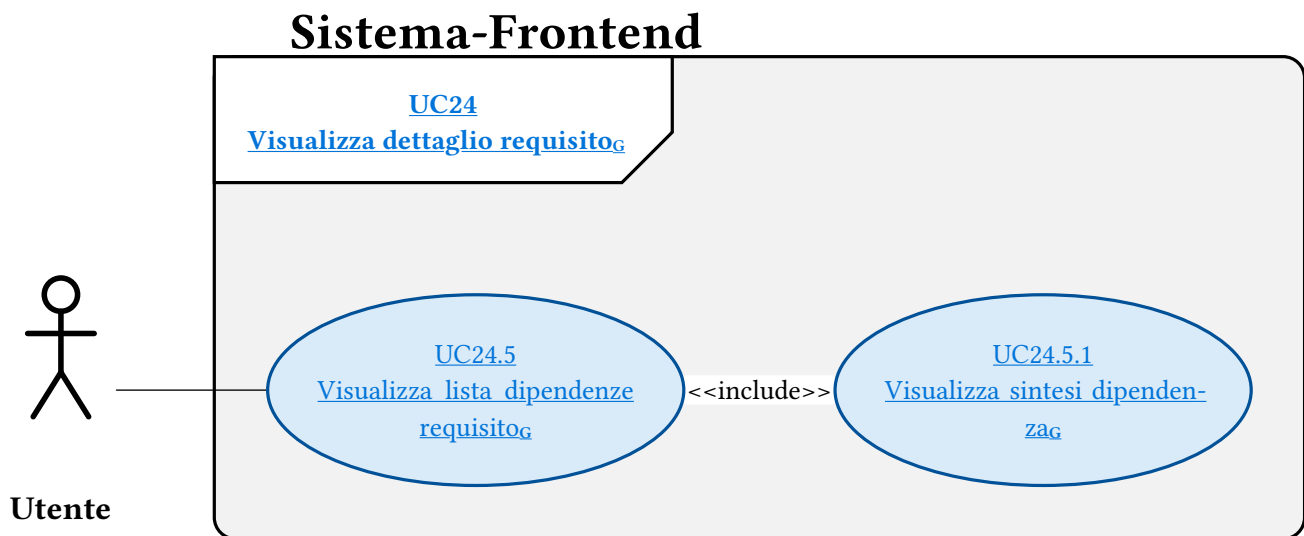 Sistema-Frontend
UC24
Visualizza dettaglio requisitoG
UC24.5
Visualizza lista dipendenze
requisitoG
<<include>>
UC24.5.1
Visualizza sintesi dipenden-
zaG
Utente